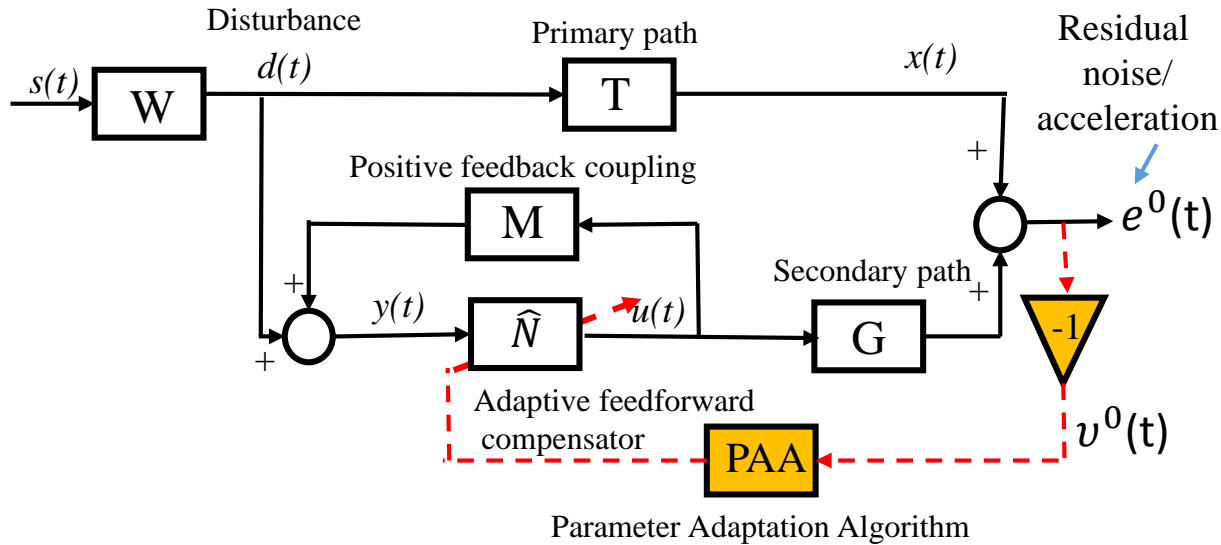 Disturbance
Primary path
Residual
noise/
acceleration
s(t)
W
d(t)
T
x(t)
+
Positive feedback coupling
M
e⁰(t)
Secondary path
+
+
y(t)
N̂
u(t)
+
G
-1
Adaptive feedforward
compensator
PAA
υ⁰(t)
Parameter Adaptation Algorithm